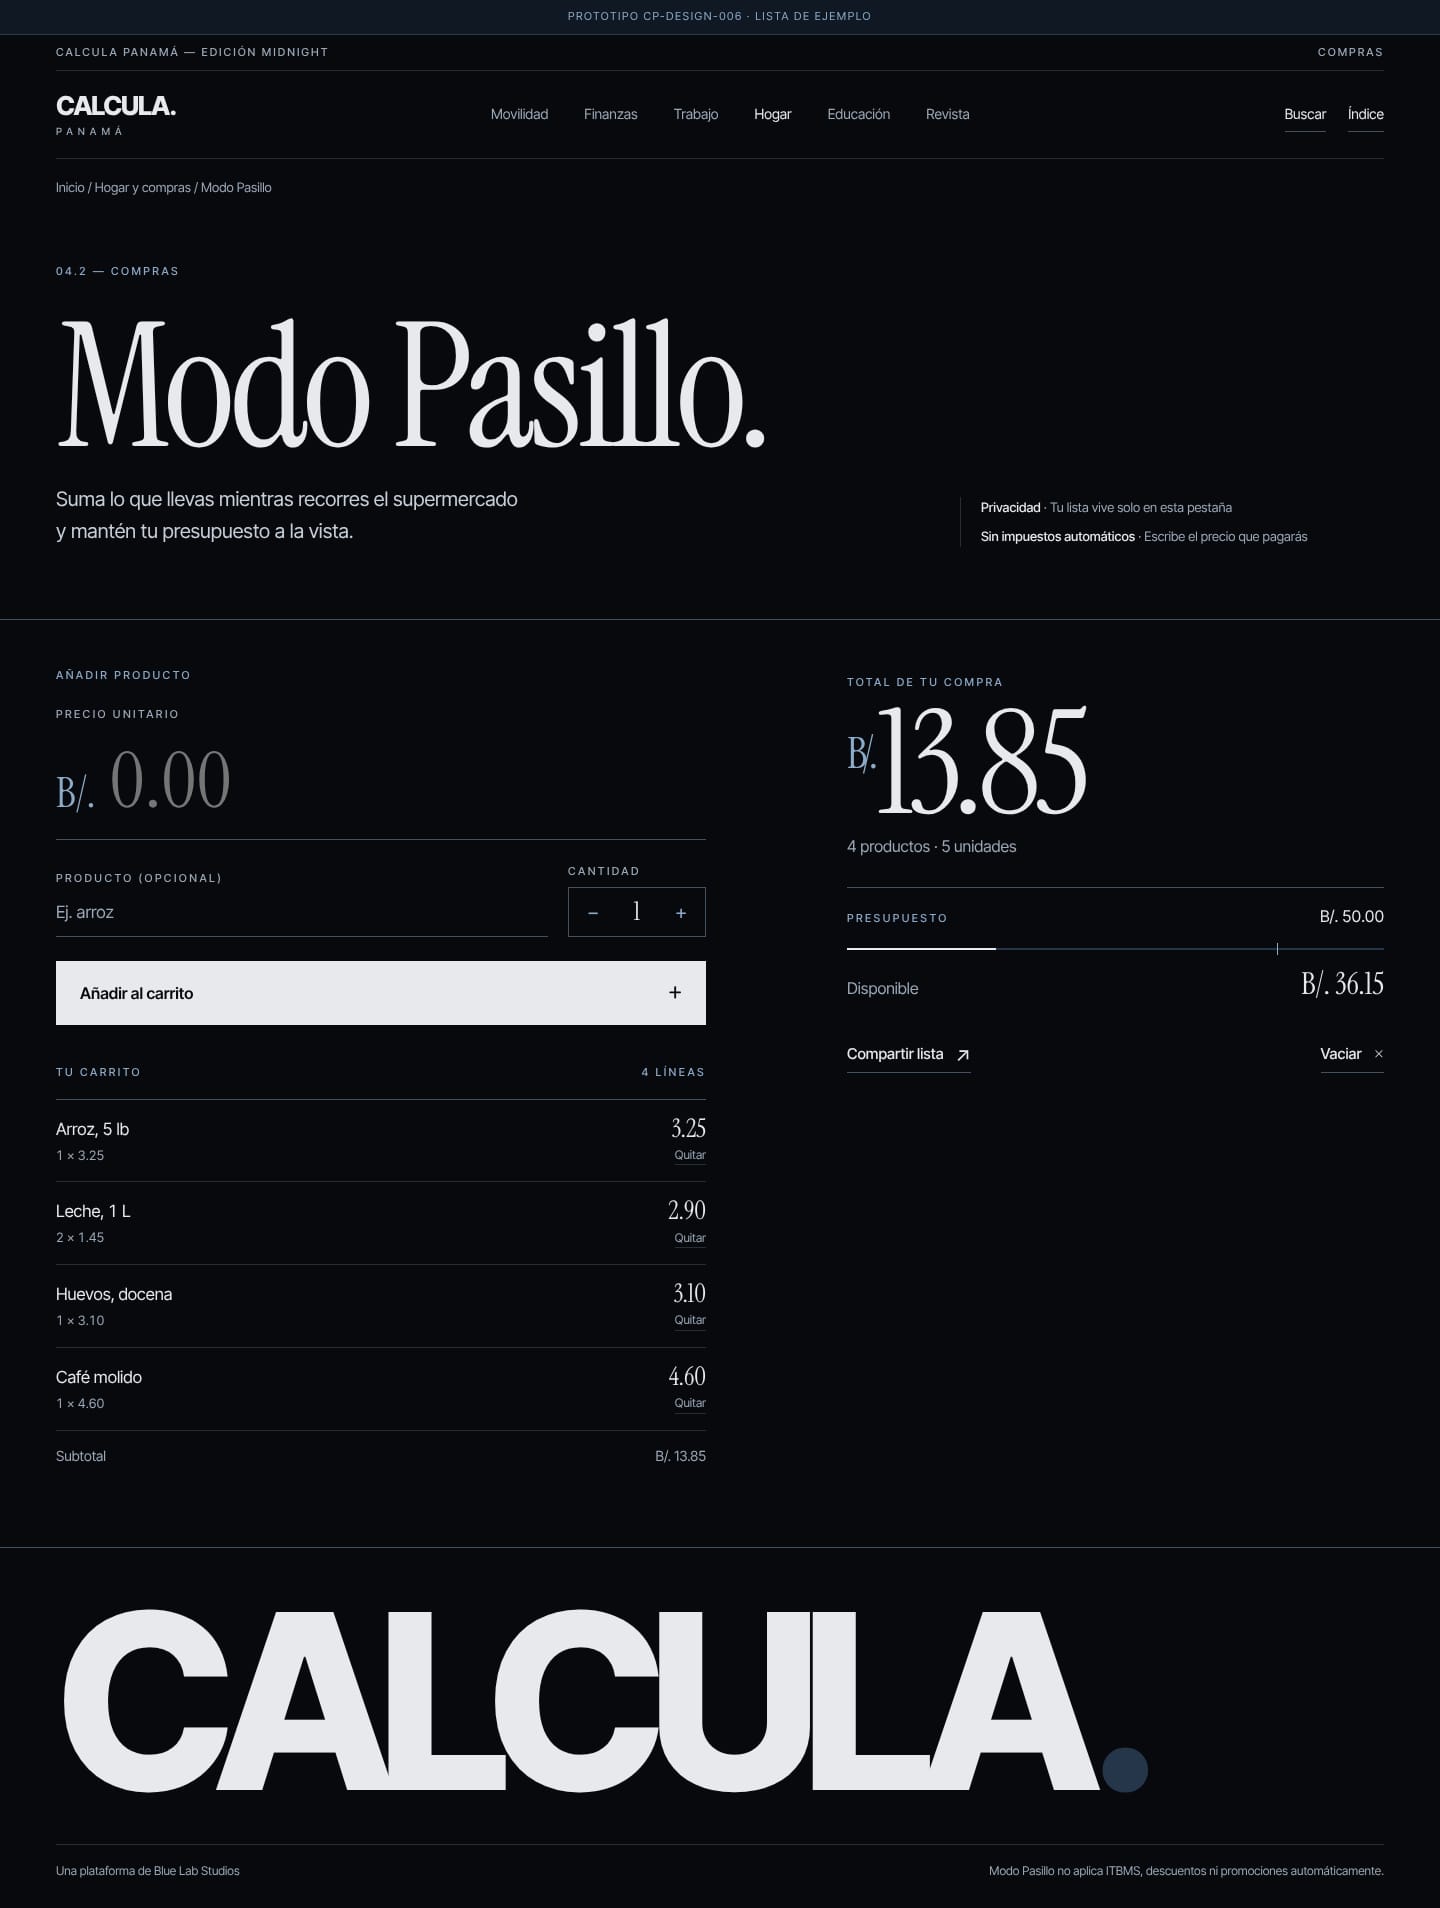 PROTOTIPO CP-DESIGN-006 · LISTA DE EJEMPLO
CALCULA PANAMÁ — EDICIÓN MIDNIGHT
COMPRAS
CALCULA.
PANAMÁ
Movilidad Finanzas Trabajo Hogar Educación Revista
Buscar Índice
Inicio / Hogar y compras / Modo Pasillo
04.2 — COMPRAS
Modo Pasillo.
Suma lo que llevas mientras recorres el supermercado
y mantén tu presupuesto a la vista.
Privacidad · Tu lista vive solo en esta pestaña
Sin impuestos automáticos · Escribe el precio que pagarás
AÑADIR PRODUCTO
PRECIO UNITARIO
B/. 0.00
PRODUCTO (OPCIONAL)
Ej. arroz
CANTIDAD
− 1 +
Añadir al carrito +
TU CARRITO 4 LÍNEAS
Arroz, 5 lb 3.25
1 × 3.25 Quitar
Leche, 1 L 2.90
2 × 1.45 Quitar
Huevos, docena 3.10
1 × 3.10 Quitar
Café molido 4.60
1 × 4.60 Quitar
Subtotal B/. 13.85
TOTAL DE TU COMPRA
B/. 13.85
4 productos · 5 unidades
PRESUPUESTO B/. 50.00
Disponible B/. 36.15
Compartir lista ↗ Vaciar ×
CALCULA.
Una plataforma de Blue Lab Studios
Modo Pasillo no aplica ITBMS, descuentos ni promociones automáticamente.